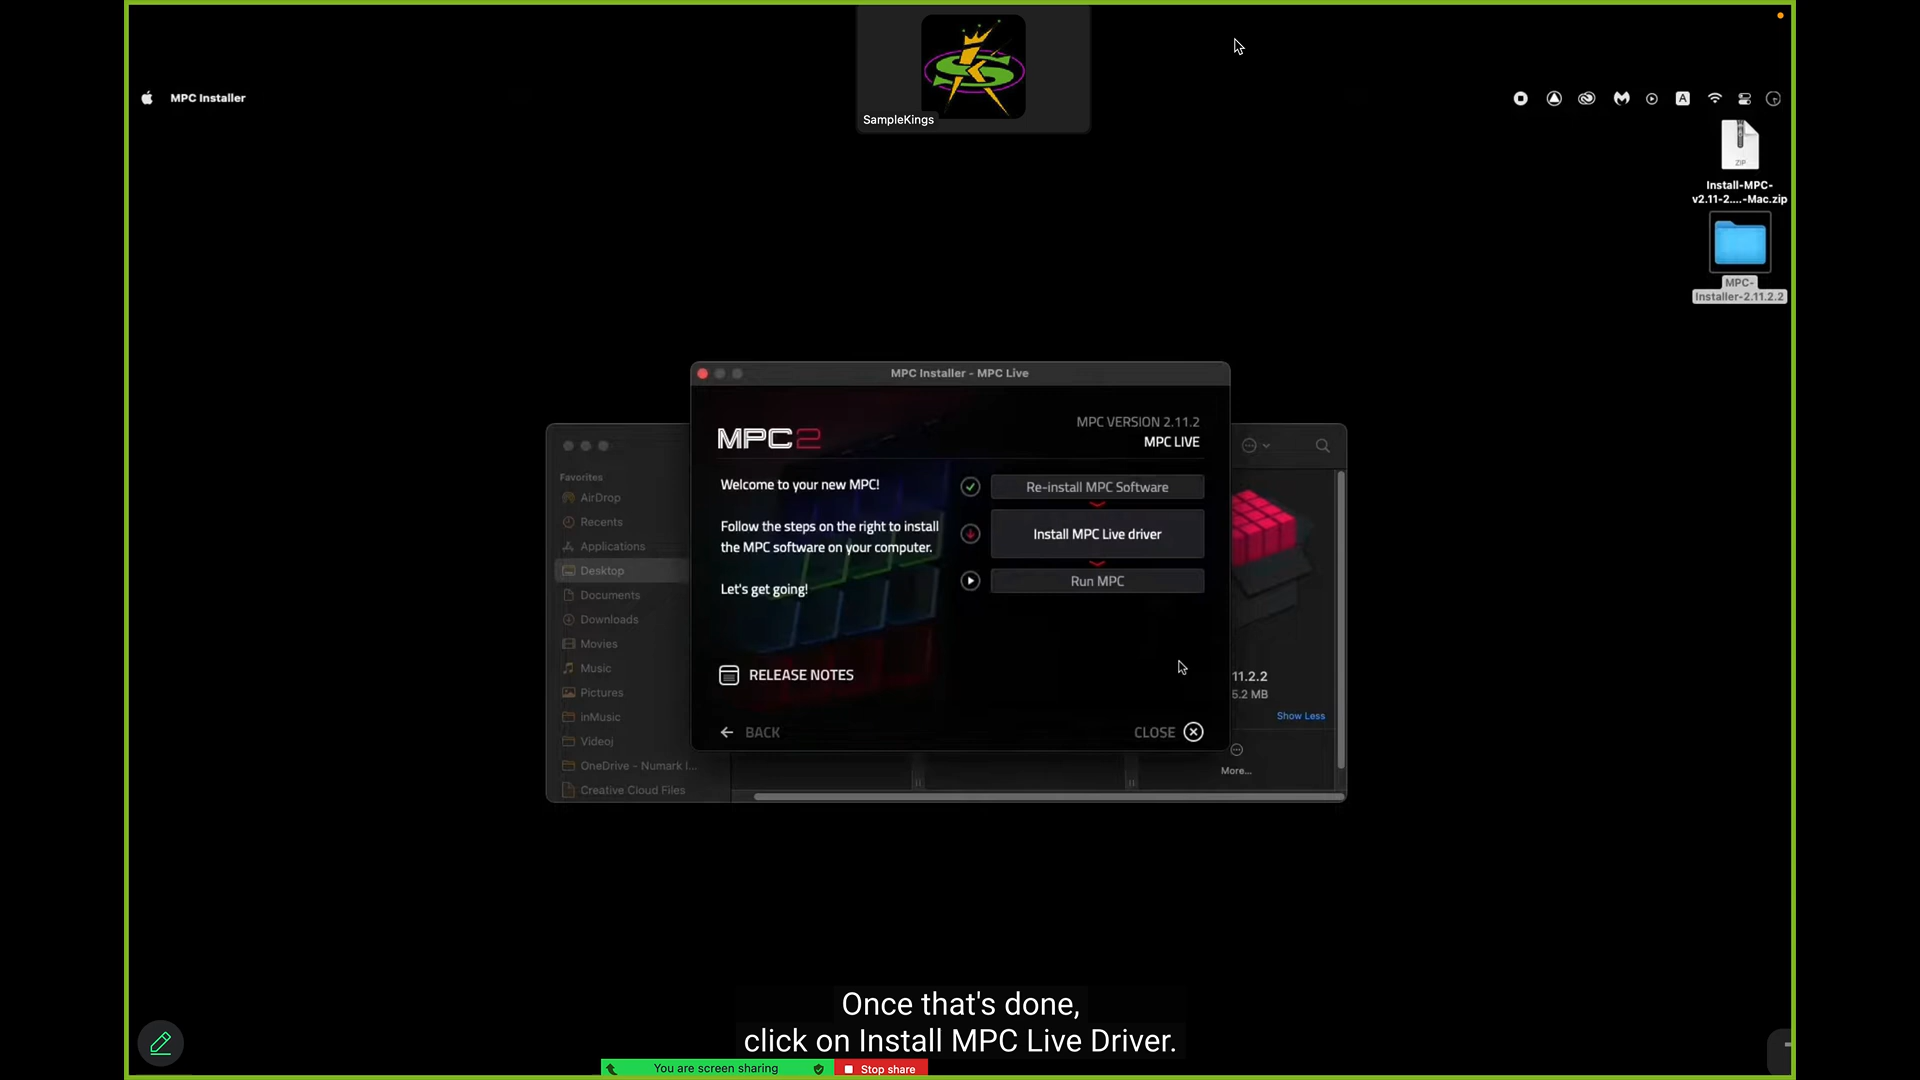 SampleKings
MPC Installer
A
ZIP
Install-MPC-
v2.11-2....-Mac.zip
MPC-
Installer-2.11.2.2
MPC Installer - MPC Live
MPC2
MPC VERSION 2.11.2
MPC LIVE
Welcome to your new MPC!
Follow the steps on the right to install
the MPC software on your computer.
Let's get going!
Re-install MPC Software
Install MPC Live driver
Run MPC
RELEASE NOTES
BACK
CLOSE
Favorites
AirDrop
Recents
Applications
Desktop
Documents
Downloads
Movies
Music
Pictures
inMusic
Videoj
OneDrive - Numark I...
Creative Cloud Files
11.2.2
5.2 MB
Show Less
More...
Once that's done,
click on Install MPC Live Driver.
You are screen sharing
Stop share